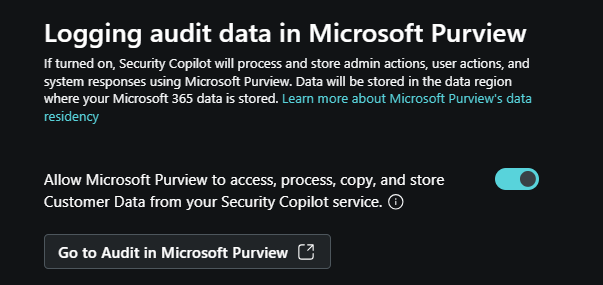 Logging audit data in Microsoft Purview
If turned on, Security Copilot will process and store admin actions, user actions, and
system responses using Microsoft Purview. Data will be stored in the data region
where your Microsoft 365 data is stored. Learn more about Microsoft Purview's data
residency
Allow Microsoft Purview to access, process, copy, and store
Customer Data from your Security Copilot service.
Go to Audit in Microsoft Purview